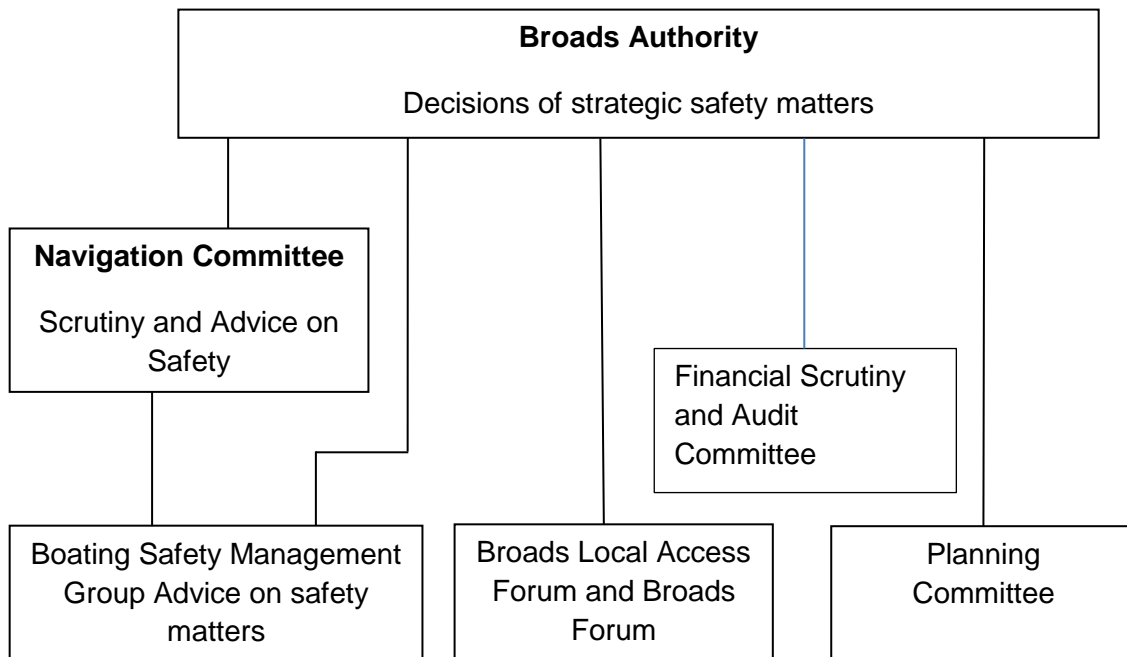 Broads Authority
Decisions of strategic safety matters
Navigation Committee
Scrutiny and Advice on
Safety
Financial Scrutiny
and Audit
Committee
Boating Safety Management
Group Advice on safety
matters
Broads Local Access
Forum and Broads
Forum
Planning
Committee